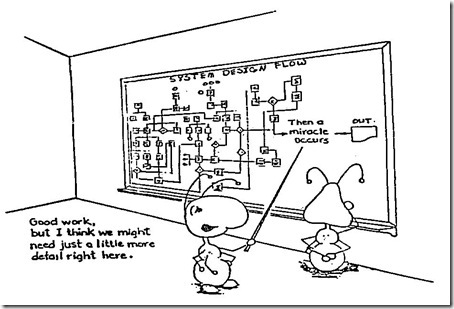 SYSTEM DESIGN FLOW
Then a
miracle
occurs
OUT.
Good work,
but I think we might
need just a little more
detail right here.